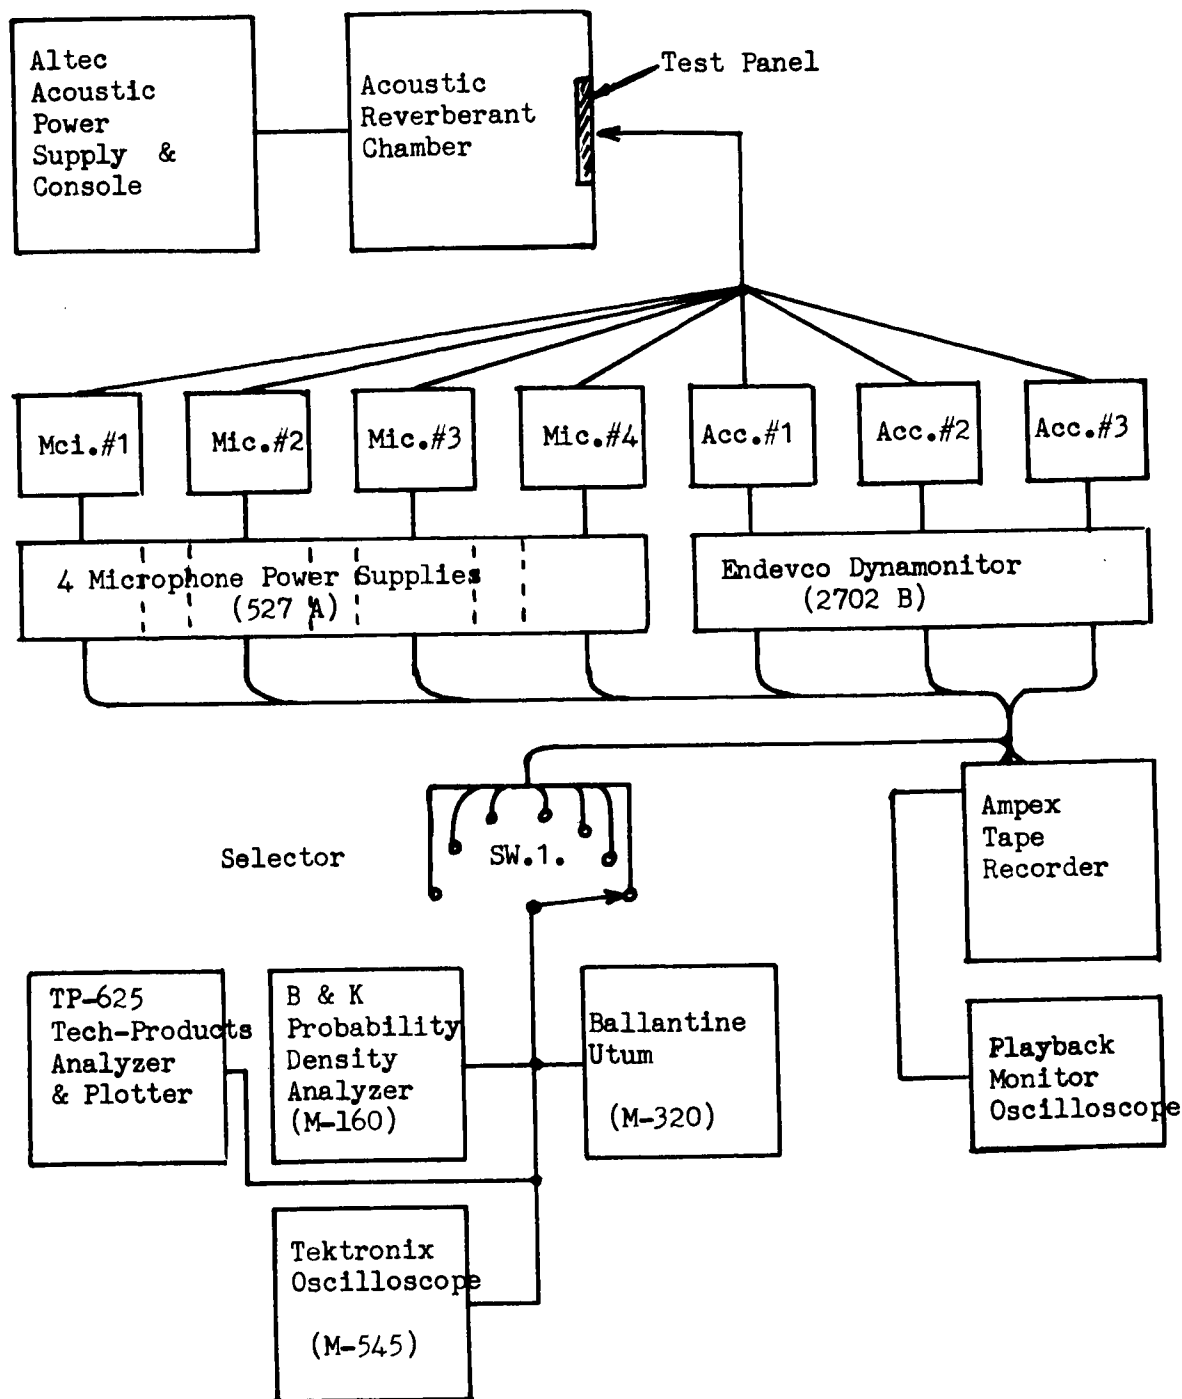 Altec
Acoustic
Power
Supply &
Console
Acoustic
Reverberant
Chamber
Test Panel
Mci.#1
Mic.#2
Mic.#3
Mic.#4
Acc.#1
Acc.#2
Acc.#3
4 Microphone Power Supplies
(527 A)
Endevco Dynamonitor
(2702 B)
Selector
SW.1.
Ampex
Tape
Recorder
TP-625
Tech-Products
Analyzer
& Plotter
B & K
Probability
Density
Analyzer
(M-160)
Ballantine
Utum
(M-320)
Playback
Monitor
Oscilloscope
Tektronix
Oscilloscope
(M-545)